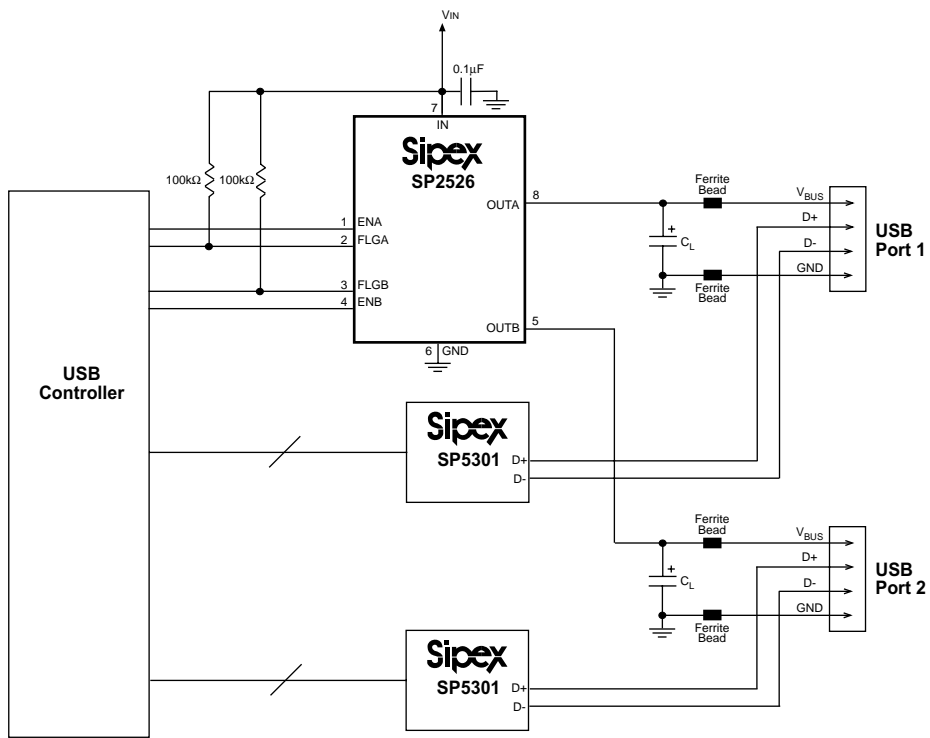 VIN
0.1µF
7
IN
Sipex
SP2526
100kΩ
100kΩ
OUTA
8
Ferrite
Bead
VBUS
D+
D-
GND
USB
Port 1
1
ENA
2
FLGA
CL
+
Ferrite
Bead
3
FLGB
4
ENB
OUTB
5
6
GND
USB
Controller
Sipex
SP5301
D+
D-
Ferrite
Bead
VBUS
D+
D-
GND
USB
Port 2
+
CL
Ferrite
Bead
Sipex
SP5301
D+
D-